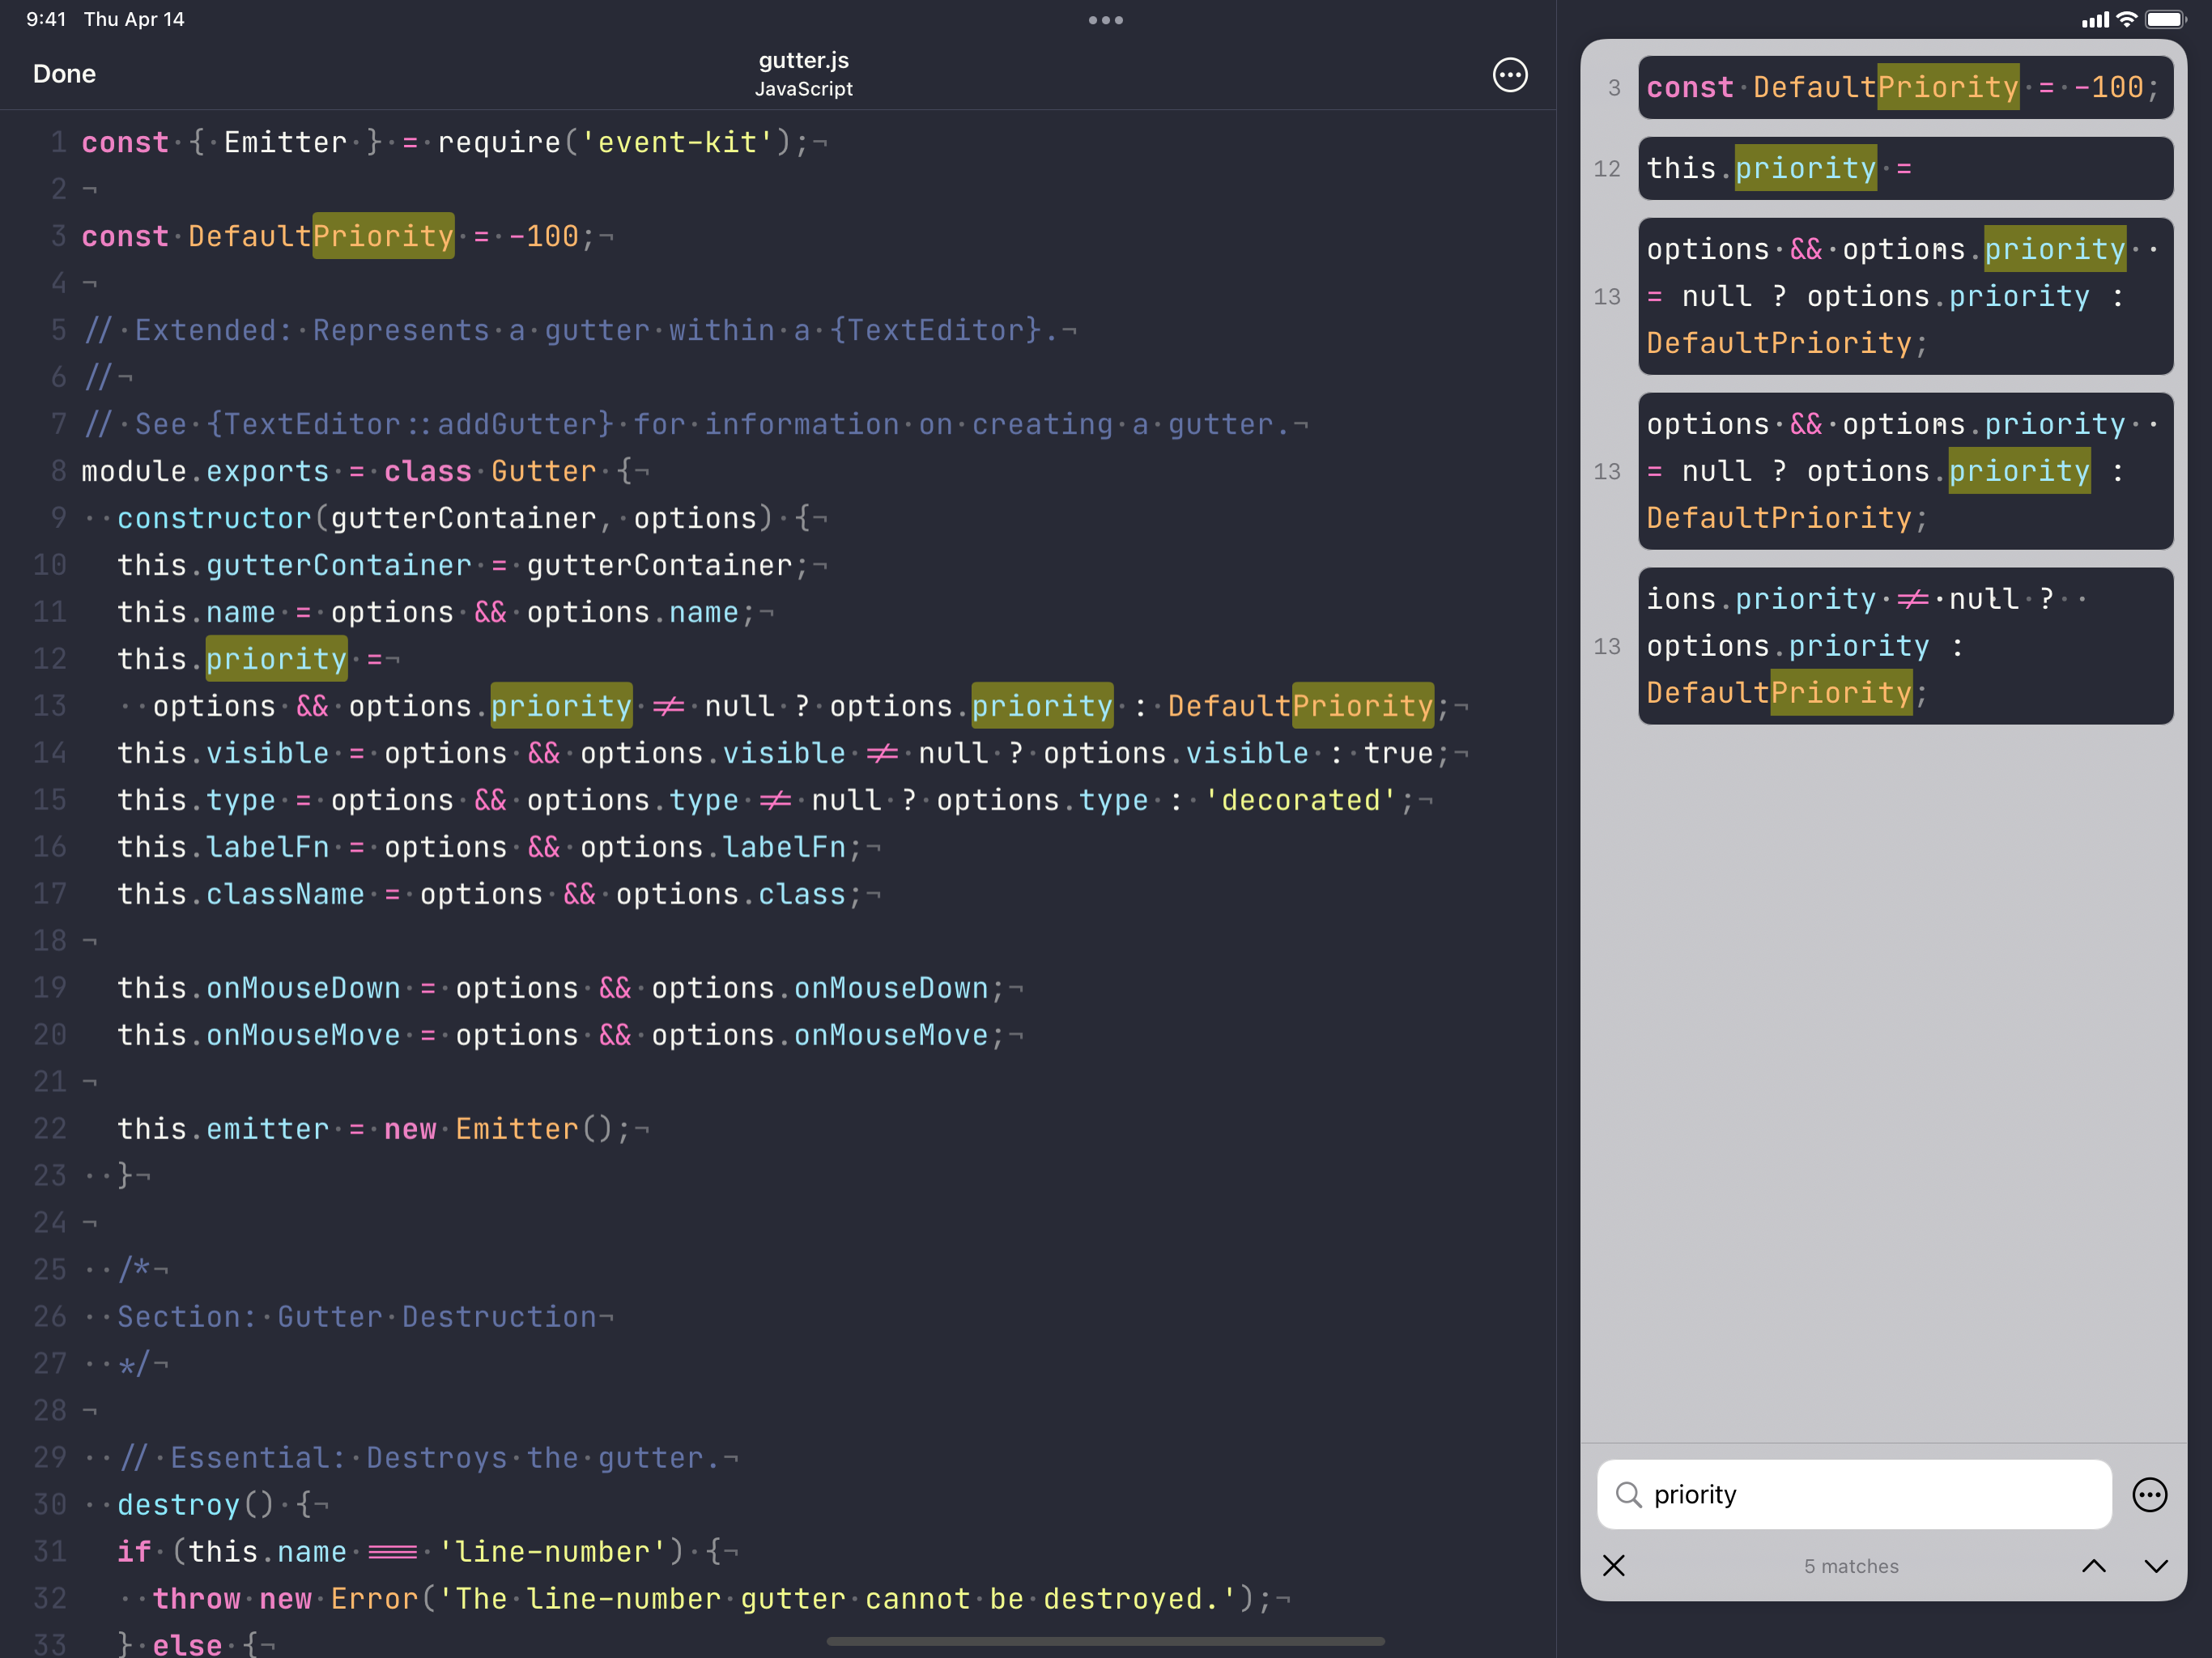 9:41 Thu Apr 14
Done
gutter.js
JavaScript
1 const·{·Emitter·}·=·require('event-kit');¬
2 ¬
3 const·DefaultPriority·=·-100;¬
4 ¬
5 //·Extended:·Represents·a·gutter·within·a·{TextEditor}.¬
6 //¬
7 //·See·{TextEditor::addGutter}·for·information·on·creating·a·gutter.¬
8 module.exports·=·class·Gutter·{¬
9 ··constructor(gutterContainer,·options)·{¬
10 this.gutterContainer·=·gutterContainer;¬
11 this.name·=·options·&&·options.name;¬
12 this.priority·=¬
13 ··options·&&·options.priority·!=·null·?·options.priority·:·DefaultPriority;¬
14 this.visible·=·options·&&·options.visible·!=·null·?·options.visible·:·true;¬
15 this.type·=·options·&&·options.type·!=·null·?·options.type·:·'decorated';¬
16 this.labelFn·=·options·&&·options.labelFn;¬
17 this.className·=·options·&&·options.class;¬
18 ¬
19 this.onMouseDown·=·options·&&·options.onMouseDown;¬
20 this.onMouseMove·=·options·&&·options.onMouseMove;¬
21 ¬
22 this.emitter·=·new·Emitter();¬
23 ··}¬
24 ¬
25 ··/*¬
26 ··Section:·Gutter·Destruction¬
27 ··*/¬
28 ¬
29 ··//·Essential:·Destroys·the·gutter.¬
30 ··destroy()·{¬
31 if·(this.name·===·'line-number')·{¬
32 ··throw·new·Error('The·line-number·gutter·cannot·be·destroyed.');¬
33 }·else·{¬
3 const·DefaultPriority·=·-100;
12 this.priority·=
13 options·&&·options.priority··
= null ? options.priority :
DefaultPriority;
13 options·&&·options.priority··
= null ? options.priority :
DefaultPriority;
13 ions.priority·!=·null·?··
options.priority :
DefaultPriority;
priority
5 matches